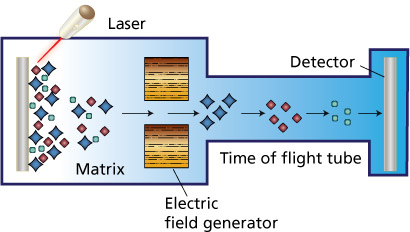 Laser
Detector
Matrix
Time of flight tube
Electric
field generator